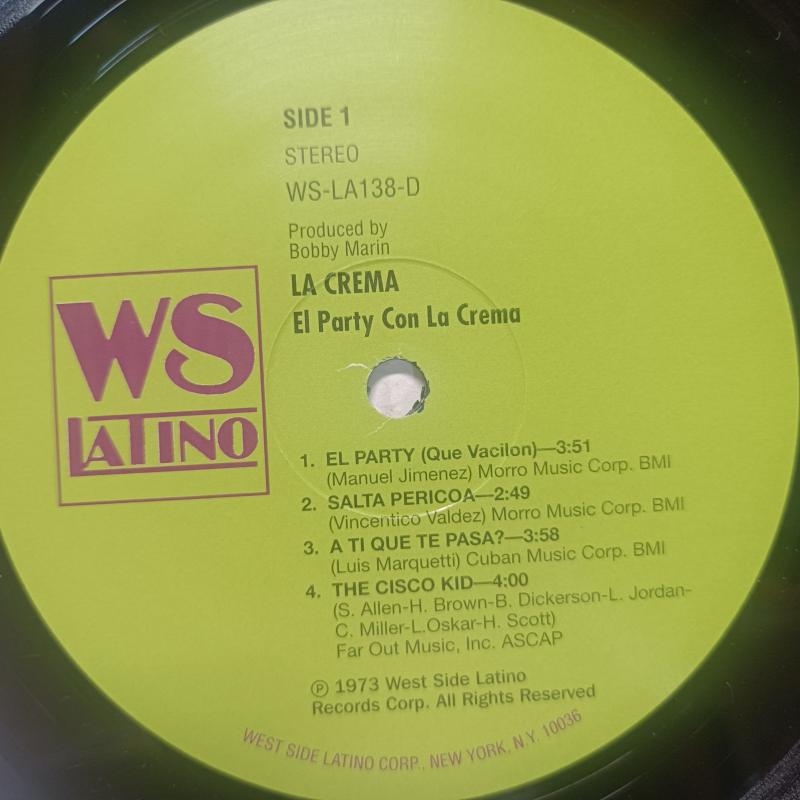 SIDE 1
STEREO
WS-LA138-D
Produced by
Bobby Marin
LA CREMA
El Party Con La Crema
WS
LATINO
1. EL PARTY (Que Vacilon)—3:51
(Manuel Jimenez) Morro Music Corp. BMI
2. SALTA PERICOA—2:49
(Vincentico Valdez) Morro Music Corp. BMI
3. A TI QUE TE PASA?—3:58
(Luis Marquetti) Cuban Music Corp. BMI
4. THE CISCO KID—4:00
(S. Allen-H. Brown-B. Dickerson-L. Jordan-
C. Miller-L.Oskar-H. Scott)
Far Out Music, Inc. ASCAP
℗ 1973 West Side Latino
Records Corp. All Rights Reserved
WEST SIDE LATINO CORP., NEW YORK, N.Y. 10036